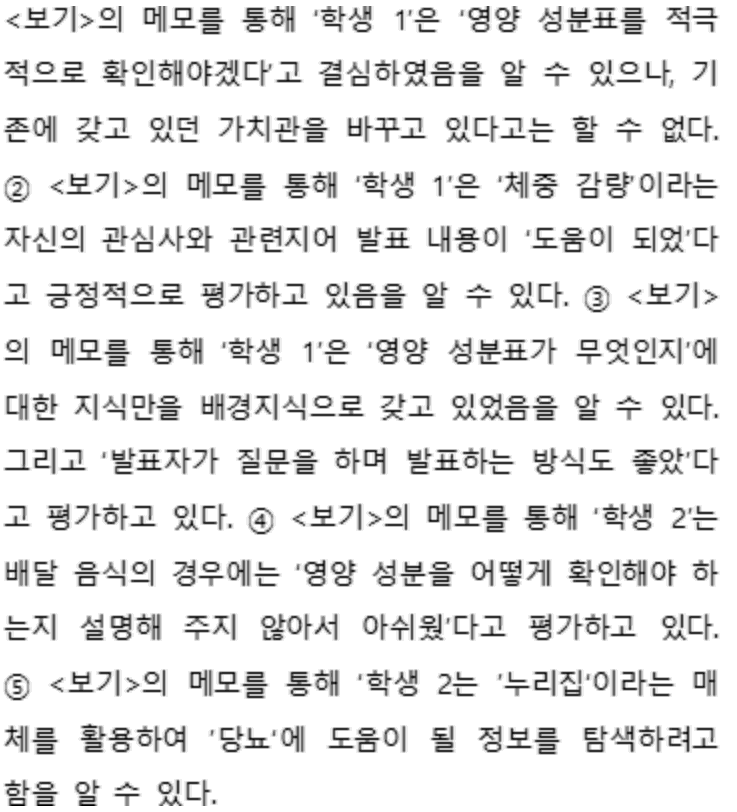 <보기>의 메모를 통해 '학생 1'은 '영양 성분표를 적극
적으로 확인해야겠다'고 결심하였음을 알 수 있으나, 기
존에 갖고 있던 가치관을 바꾸고 있다고는 할 수 없다.
② <보기>의 메모를 통해 '학생 1'은 '체중 감량'이라는
자신의 관심사와 관련지어 발표 내용이 '도움이 되었'다
고 긍정적으로 평가하고 있음을 알 수 있다. ③ <보기>
의 메모를 통해 '학생 1'은 '영양 성분표가 무엇인지'에
대한 지식만을 배경지식으로 갖고 있었음을 알 수 있다.
그리고 '발표자가 질문을 하며 발표하는 방식도 좋았'다
고 평가하고 있다. ④ <보기>의 메모를 통해 '학생 2'는
배달 음식의 경우에는 '영양 성분을 어떻게 확인해야 하
는지 설명해 주지 않아서 아쉬웠'다고 평가하고 있다.
⑤ <보기>의 메모를 통해 '학생 2는 '누리집'이라는 매
체를 활용하여 '당뇨'에 도움이 될 정보를 탐색하려고
함을 알 수 있다.